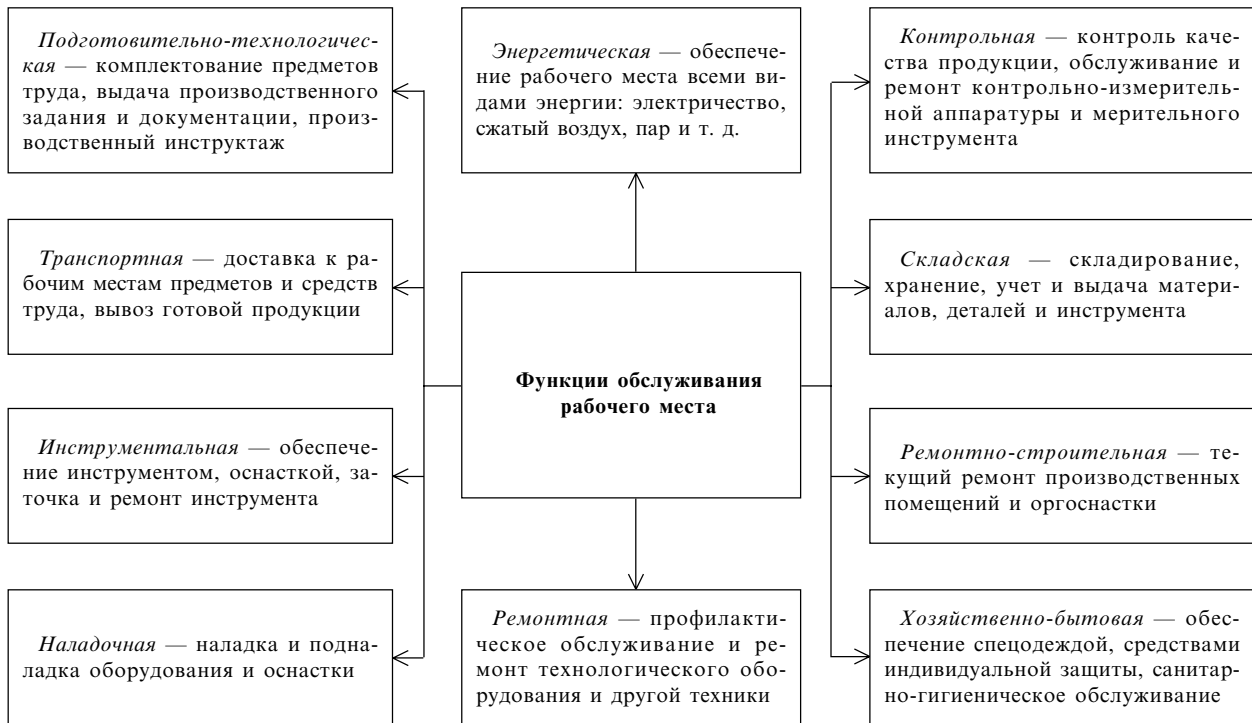 Подготовительно-технологичес-
кая — комплектование предметов
труда, выдача производственного
задания и документации, произ-
водственный инструктаж
Энергетическая — обеспече-
ние рабочего места всеми ви-
дами энергии: электричество,
сжатый воздух, пар и т. д.
Контрольная — контроль каче-
ства продукции, обслуживание и
ремонт контрольно-измеритель-
ной аппаратуры и мерительного
инструмента
Транспортная — доставка к ра-
бочим местам предметов и средств
труда, вывоз готовой продукции
Складская — складирование,
хранение, учет и выдача матери-
алов, деталей и инструмента
Функции обслуживания
рабочего места
Инструментальная — обеспече-
ние инструментом, оснасткой, за-
точка и ремонт инструмента
Ремонтно-строительная — те-
кущий ремонт производственных
помещений и оргоснастки
Наладочная — наладка и подна-
ладка оборудования и оснастки
Ремонтная — профилакти-
ческое обслуживание и ре-
монт технологического обо-
рудования и другой техники
Хозяйственно-бытовая — обес-
печение спецодеждой, средствами
индивидуальной защиты, санитар-
но-гигиеническое обслуживание